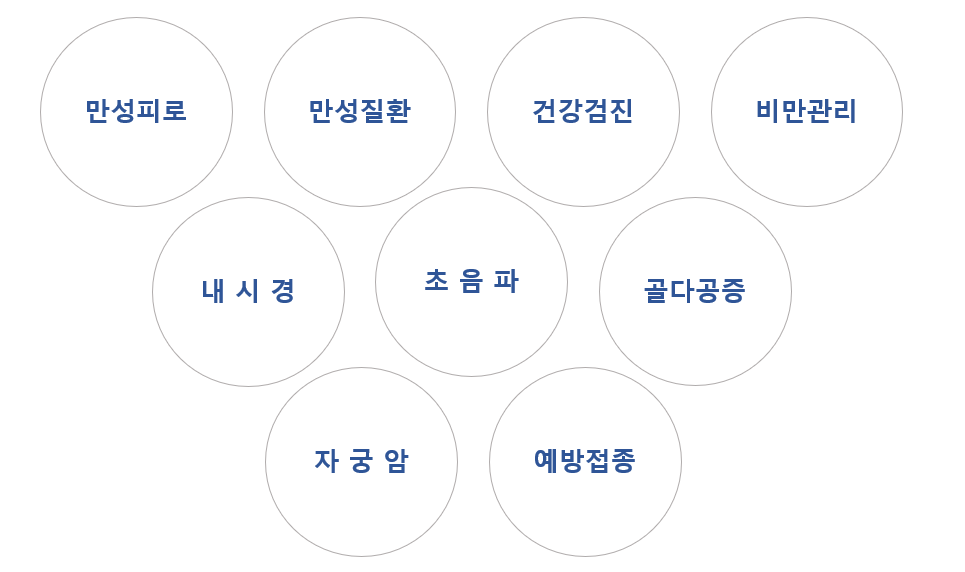 만성피로
만성질환
건강검진
비만관리
내 시 경
초 음 파
골다공증
자 궁 암
예방접종